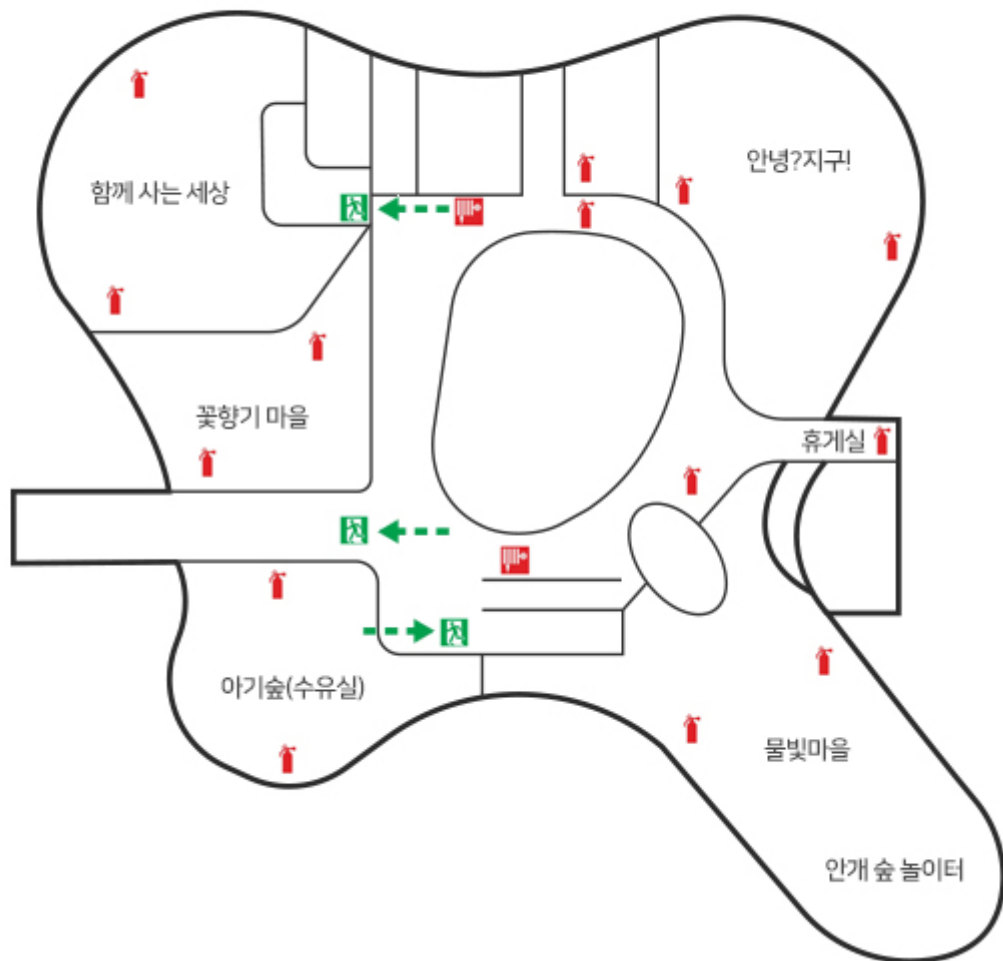 안녕?지구!
함께 사는 세상
꽃향기 마을
휴게실
아기숲(수유실)
물빛마을
안개 숲 놀이터